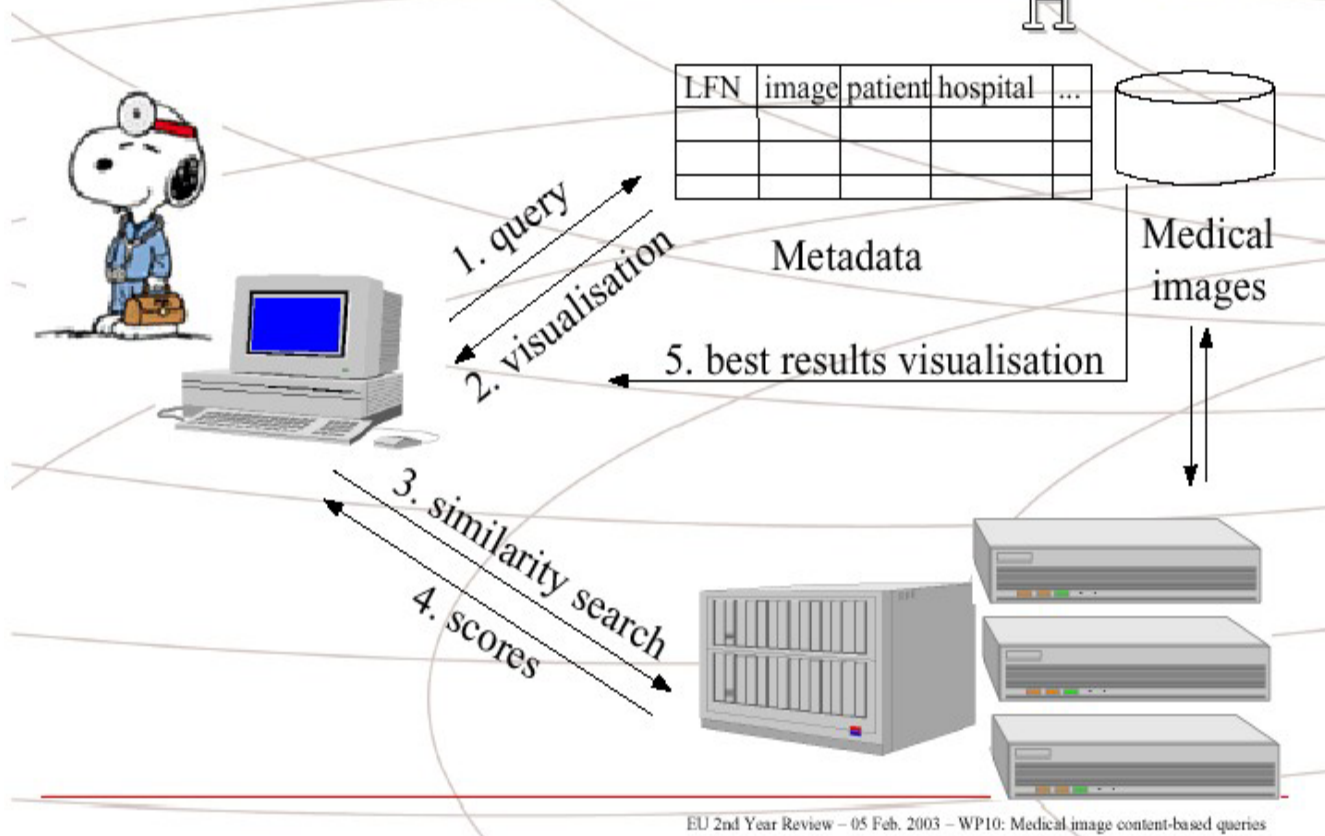 H
LFN image patient hospital ...
1. query
2. visualisation
Metadata
Medical
images
5. best results visualisation
3. similarity search
4. scores
EU 2nd Year Review – 05 Feb. 2003 – WP10: Medical image content-based queries